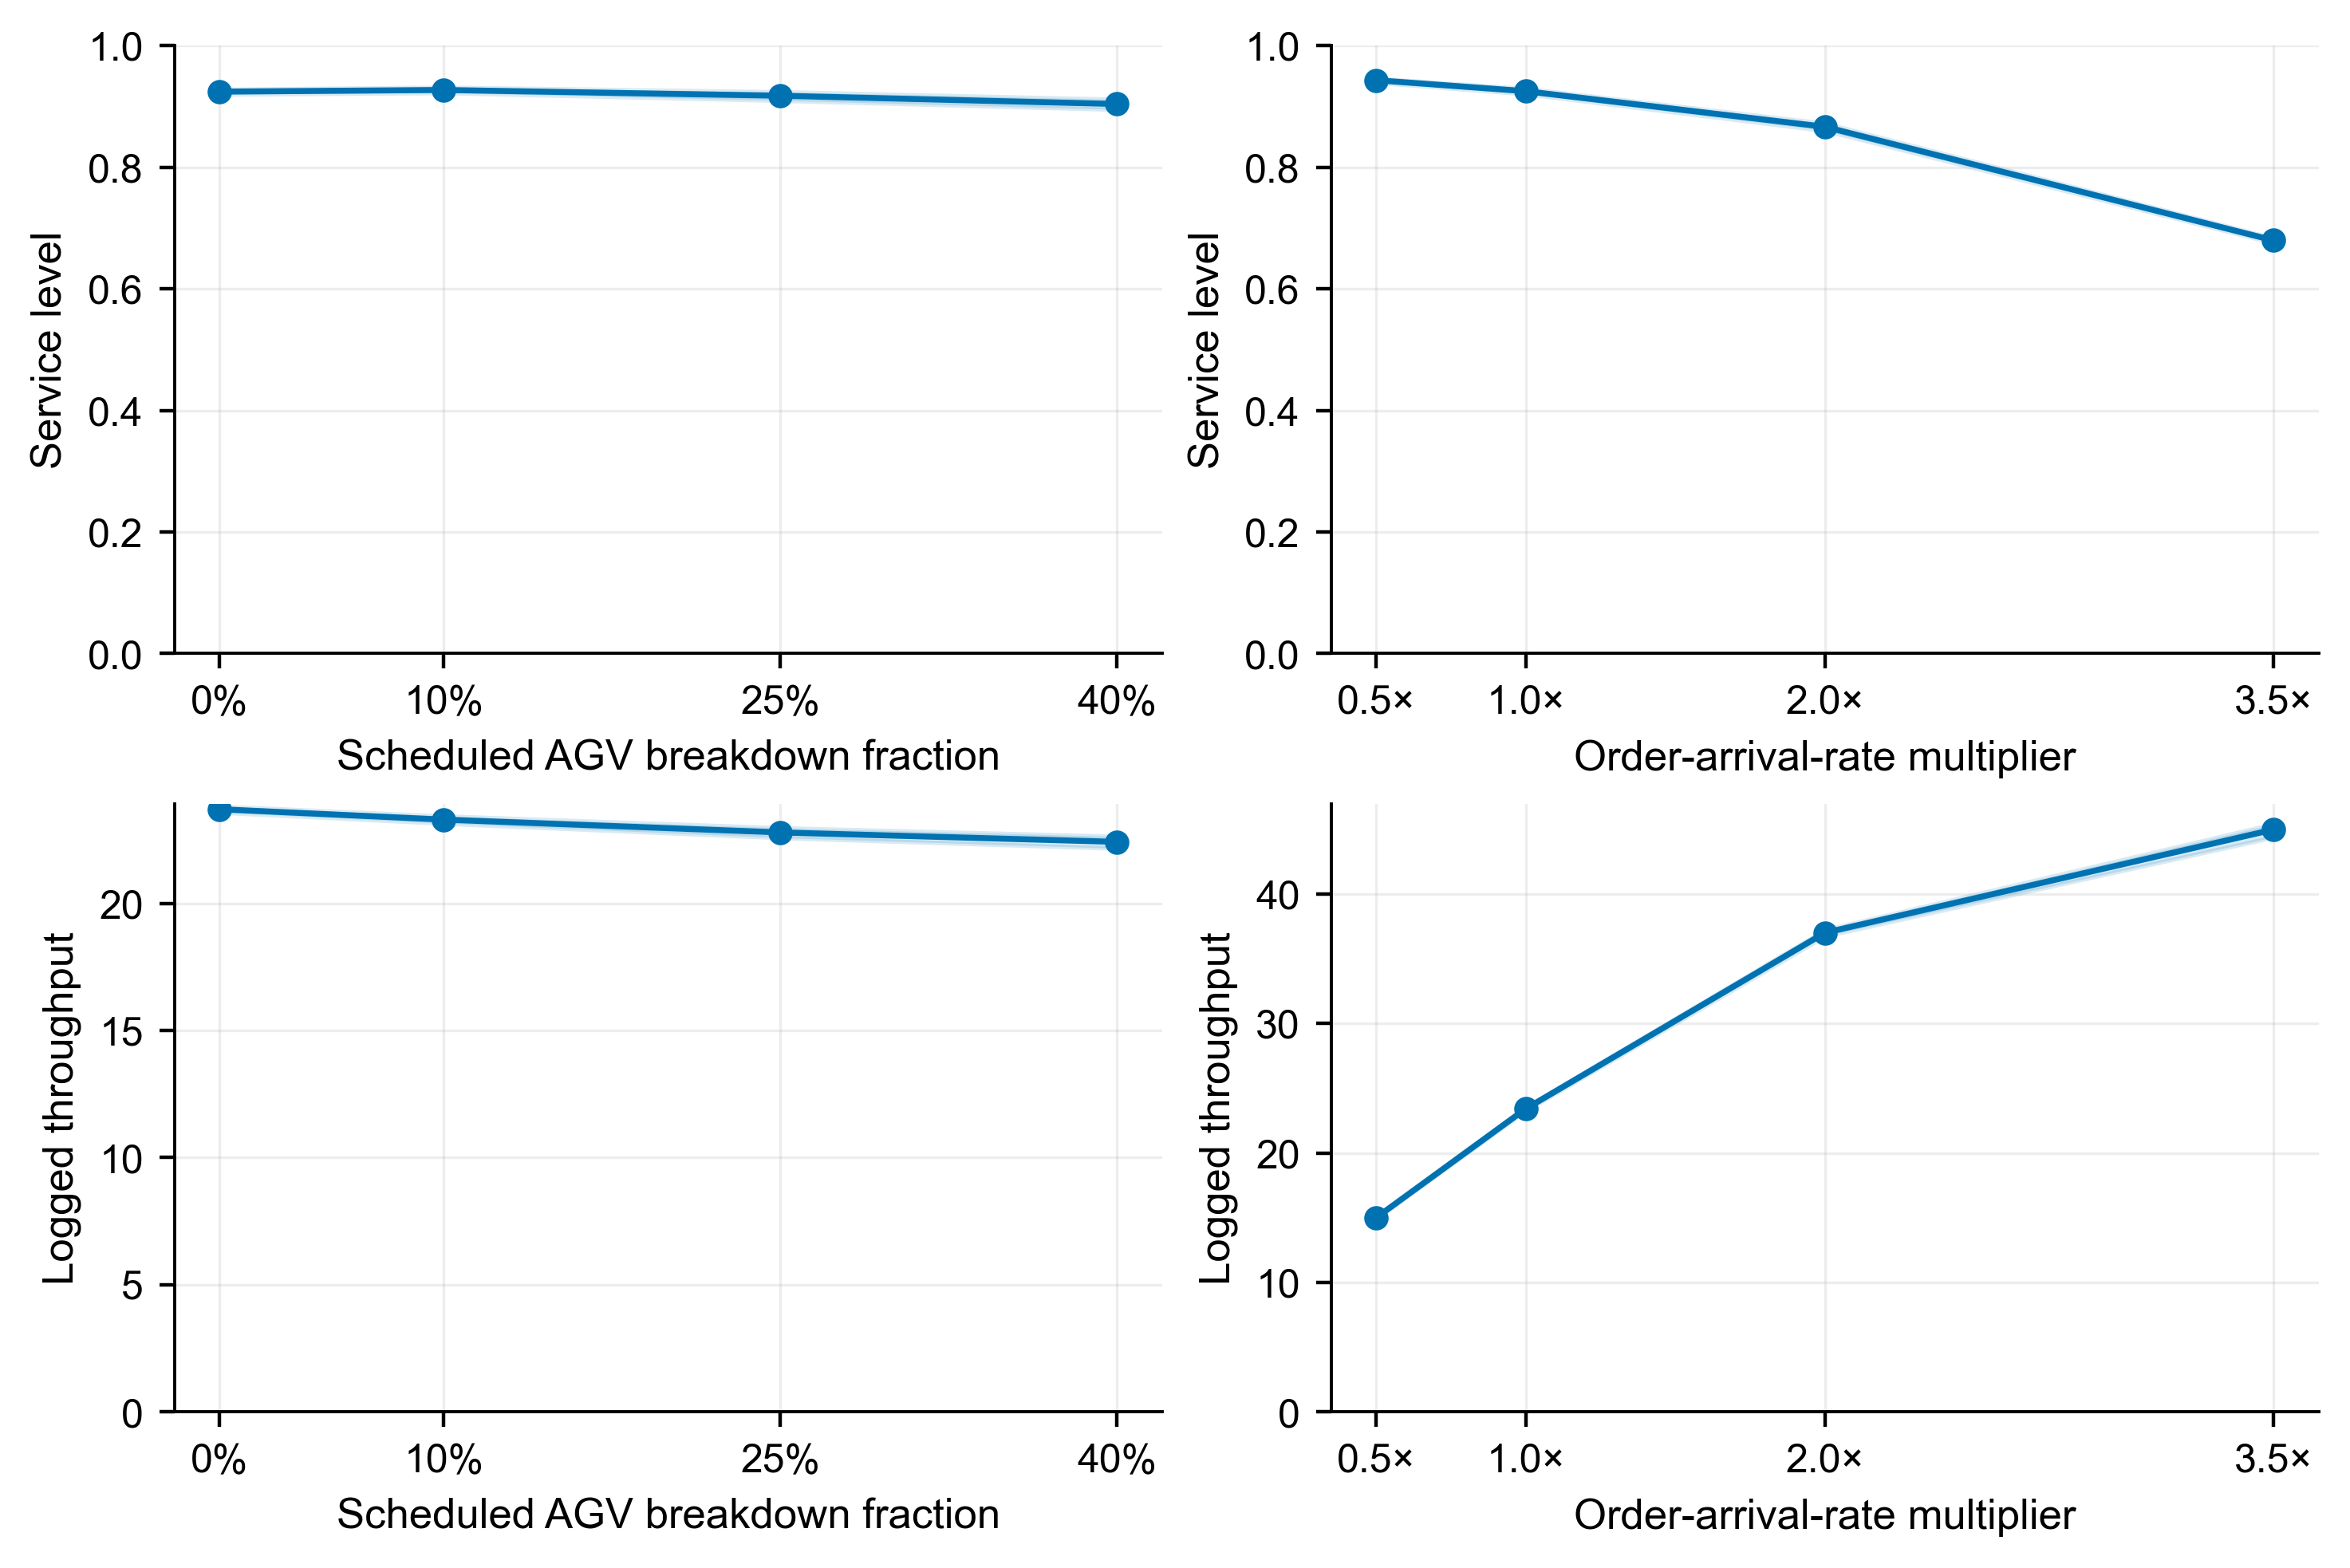 1.0
0.8
0.6
0.4
0.2
0.0
Service level
0% 10% 25% 40%
Scheduled AGV breakdown fraction
1.0
0.8
0.6
0.4
0.2
0.0
Service level
0.5× 1.0× 2.0× 3.5×
Order-arrival-rate multiplier
20
15
10
5
0
Logged throughput
0% 10% 25% 40%
Scheduled AGV breakdown fraction
40
30
20
10
0
Logged throughput
0.5× 1.0× 2.0× 3.5×
Order-arrival-rate multiplier